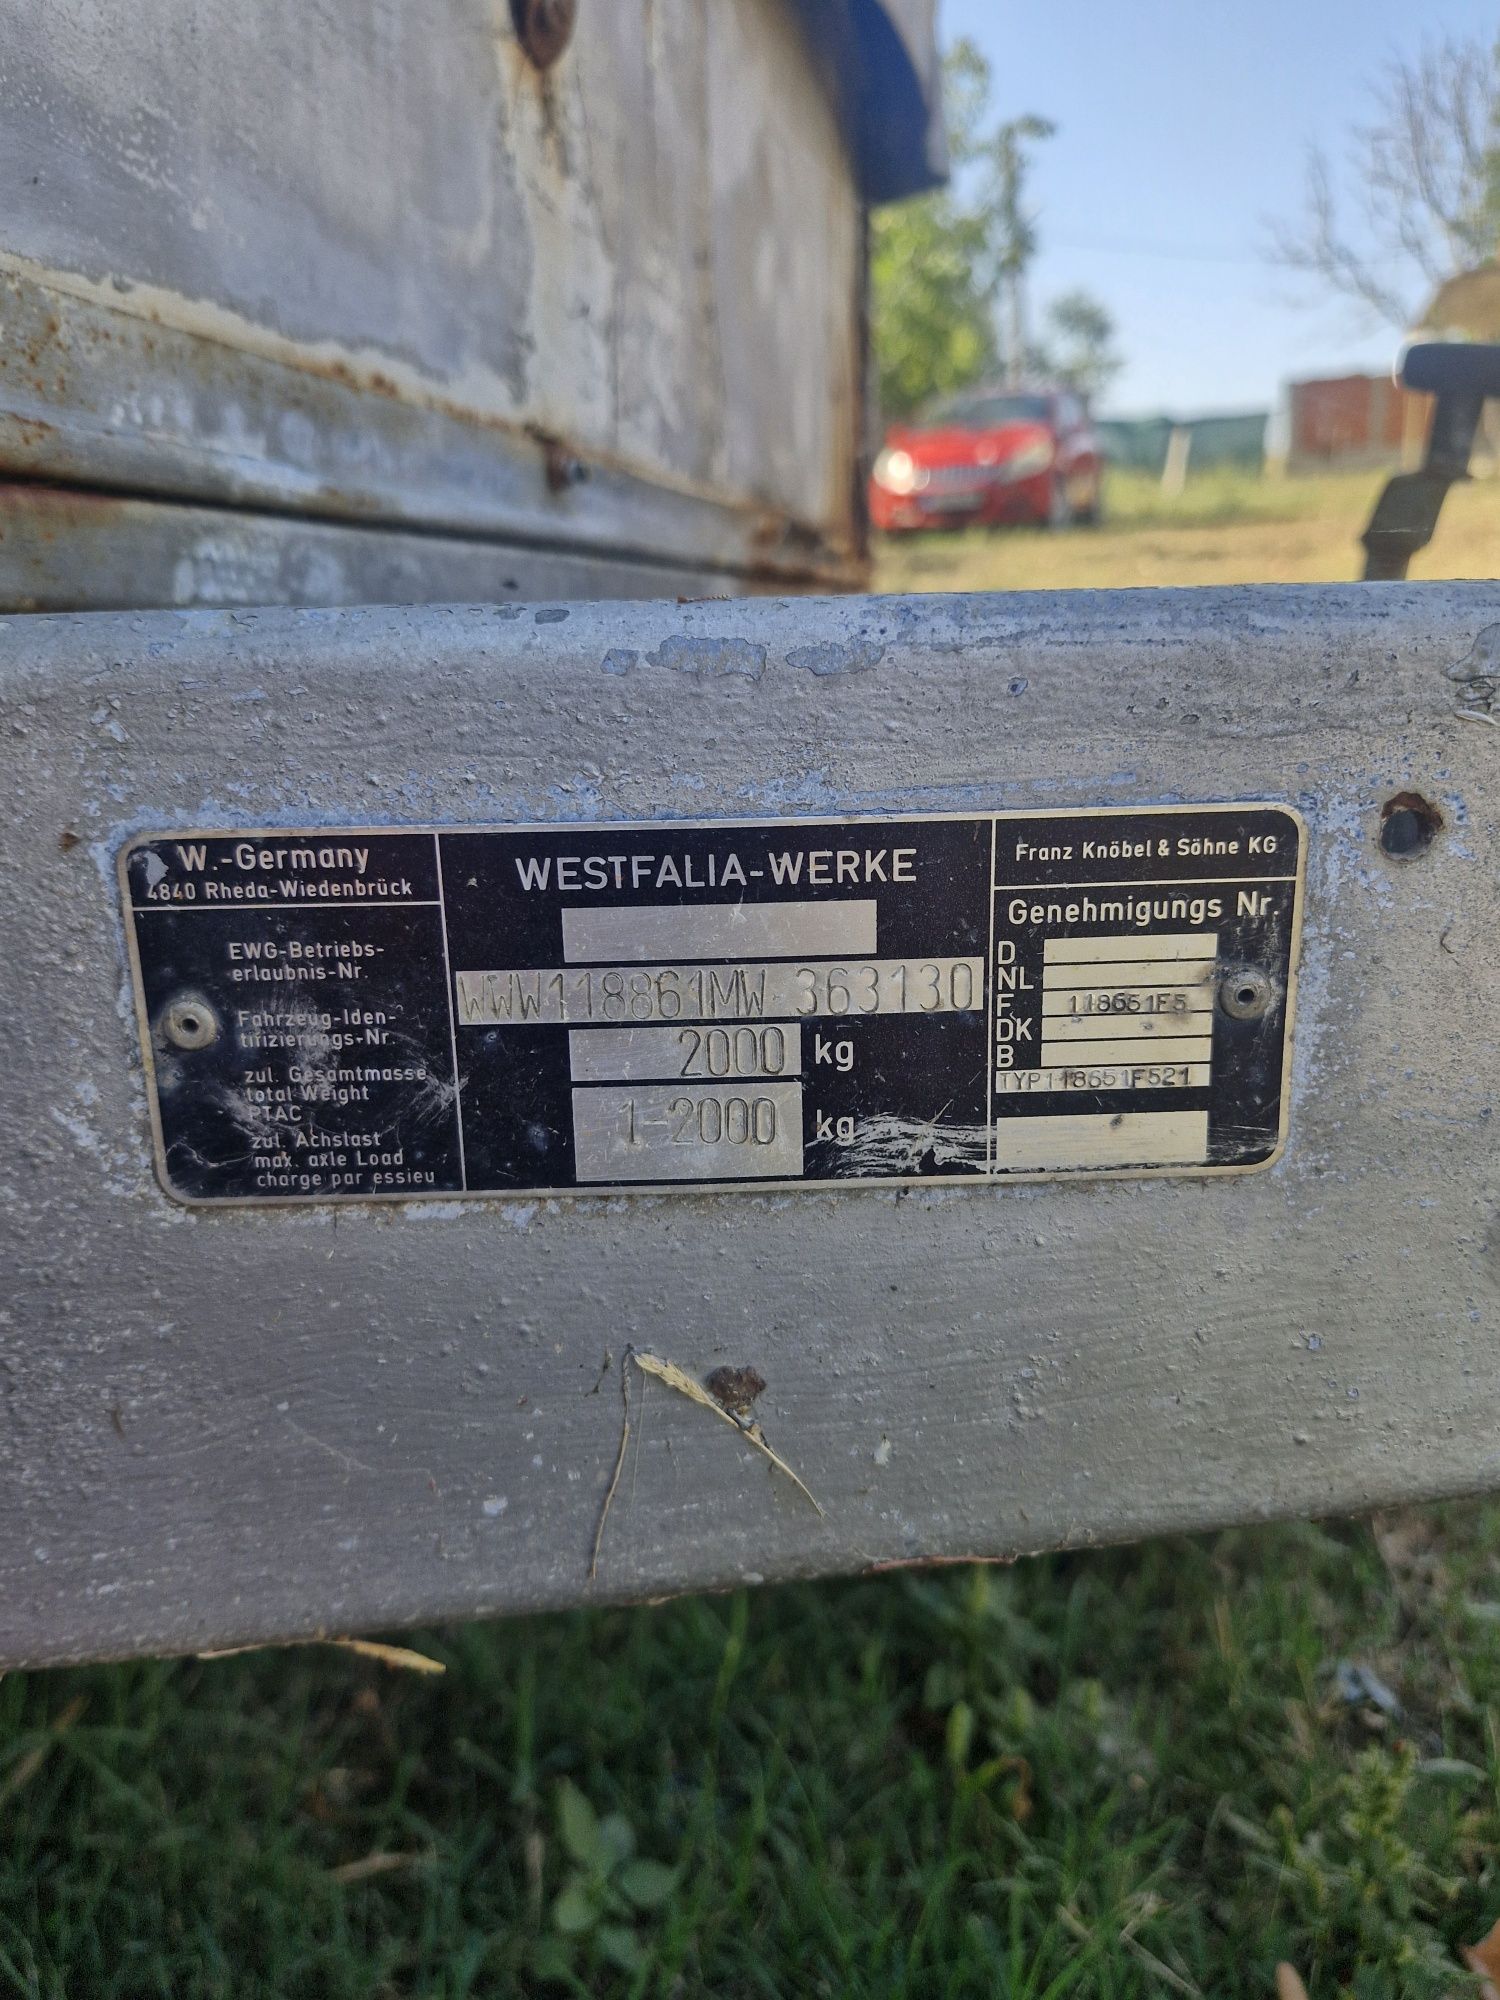 W.-Germany
4840 Rheda-Wiedenbrück
EWG-Betriebs-
erlaubnis-Nr.
Fahrzeug-Iden-
tifizierungs-Nr.
zul. Gesamtmasse
total Weight
PTAC
zul. Achslast
max. axle Load
charge par essieu
WESTFALIA-WERKE
WWW118861MW 363130
2000 kg
1-2000 kg
Franz Knöbel & Söhne KG
Genehmigungs Nr.
D
NL
F 118651F5
DK
B
TYP118651F521